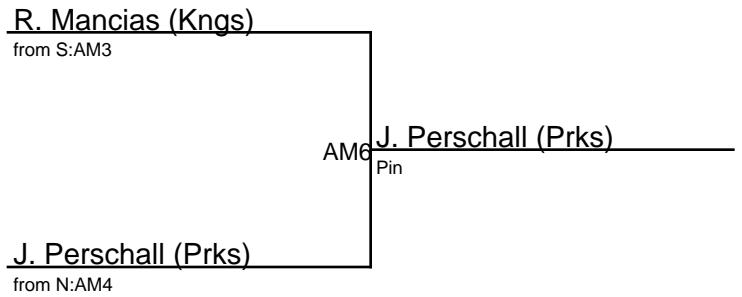 R. Mancias (Kngs)
from S:AM3
AM6
J. Perschall (Prks)
Pin
J. Perschall (Prks)
from N:AM4